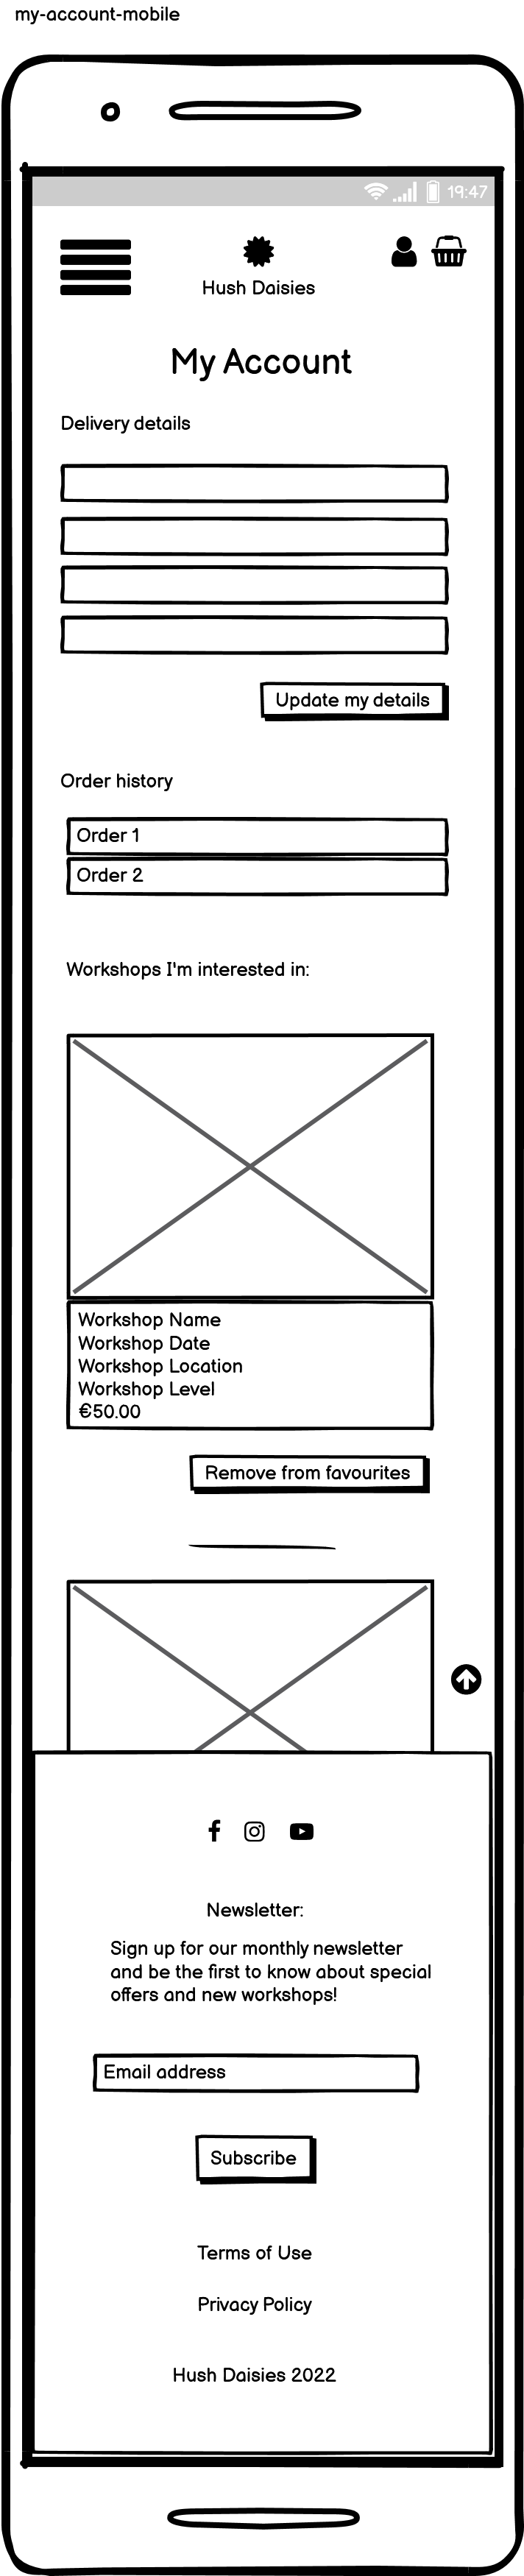 my-account-mobile
19:47
Hush Daisies
My Account
Delivery details
Update my details
Order history
Order 1
Order 2
Workshops I'm interested in:
Workshop Name
Workshop Date
Workshop Location
Workshop Level
€50.00
Remove from favourites
Newsletter:
Sign up for our monthly newsletter
and be the first to know about special
offers and new workshops!
Email address
Subscribe
Terms of Use
Privacy Policy
Hush Daisies 2022